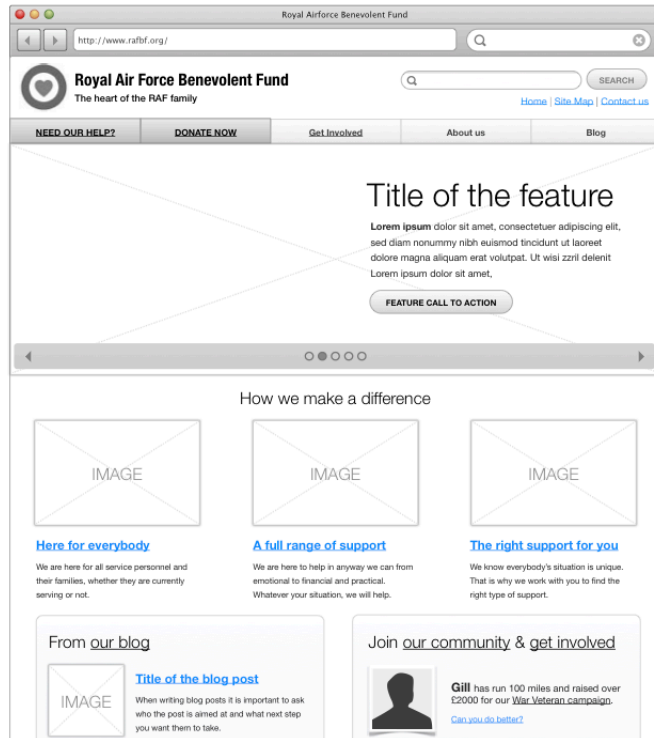 Royal Airforce Benevolent Fund
http://www.rafbf.org/
Royal Air Force Benevolent Fund
The heart of the RAF family
SEARCH
Home | Site Map | Contact us
NEED OUR HELP?
DONATE NOW
Get Involved
About us
Blog
Title of the feature
Lorem ipsum dolor sit amet, consectetuer adipiscing elit,
sed diam nonummy nibh euismod tincidunt ut laoreet
dolore magna aliquam erat volutpat. Ut wisi zzril delenit
Lorem ipsum dolor sit amet,
FEATURE CALL TO ACTION
How we make a difference
IMAGE
IMAGE
IMAGE
Here for everybody
We are here for all service personnel and
their families, whether they are currently
serving or not.
A full range of support
We are here to help in anyway we can from
emotional to financial and practical.
Whatever your situation, we will help.
The right support for you
We know everybody's situation is unique.
That is why we work with you to find the
right type of support.
From our blog
IMAGE
Title of the blog post
When writing blog posts it is important to ask
who the post is aimed at and what next step
you want them to take.
Join our community & get involved
Gill has run 100 miles and raised over
£2000 for our War Veteran campaign.
Can you do better?